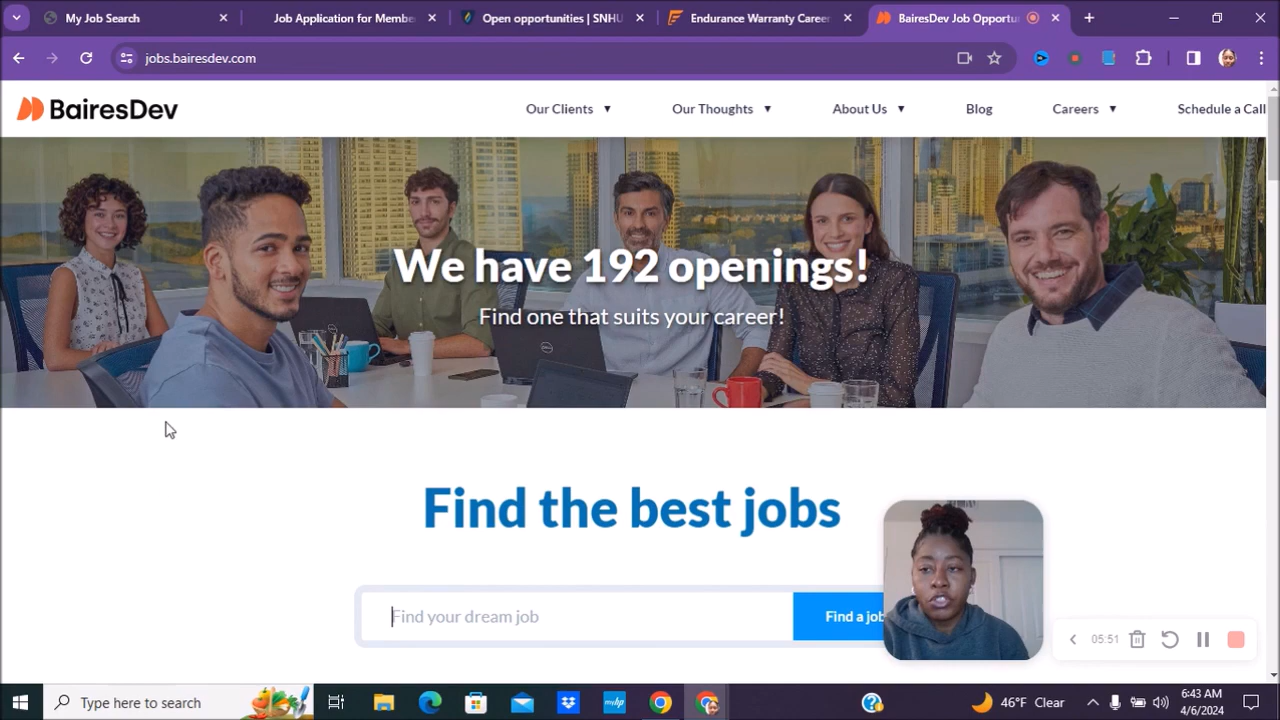 My Job Search
Job Application for Membe
Open opportunities | SNHU
Endurance Warranty Career
BairesDev Job Opportu
jobs.bairesdev.com
BairesDev
Our Clients ▼
Our Thoughts ▼
About Us ▼
Blog
Careers ▼
Schedule a Call
We have 192 openings!
Find one that suits your career!
Find the best jobs
Find your dream job
Find a job
05:51
Type here to search
46°F Clear
6:43 AM
4/6/2024